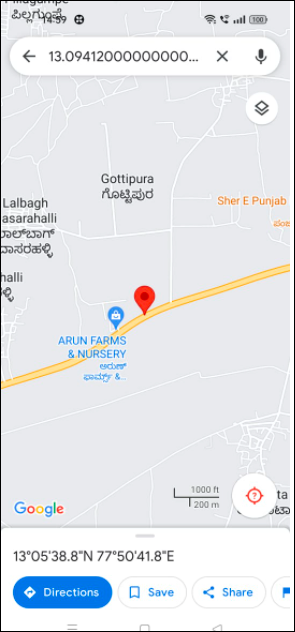 ಪಿಲ್ಲಗುಂಪೆ
100
13.09412000000000...
Gottipura
ಗೊಟ್ಟಿಪುರ
Lalbagh
asarahalli
ಾಲ್‌ಬಾಗ್
ದಾಸರಹಳ್ಳಿ
Sher E Punjab
halli
ಳ್ಳಿ
ARUN FARMS
& NURSERY
ಅರುಣ್
ಫಾರ್ಮ್ಸ್ &...
Google
1000 ft
200 m
ta
13°05'38.8"N 77°50'41.8"E
Directions
Save
Share